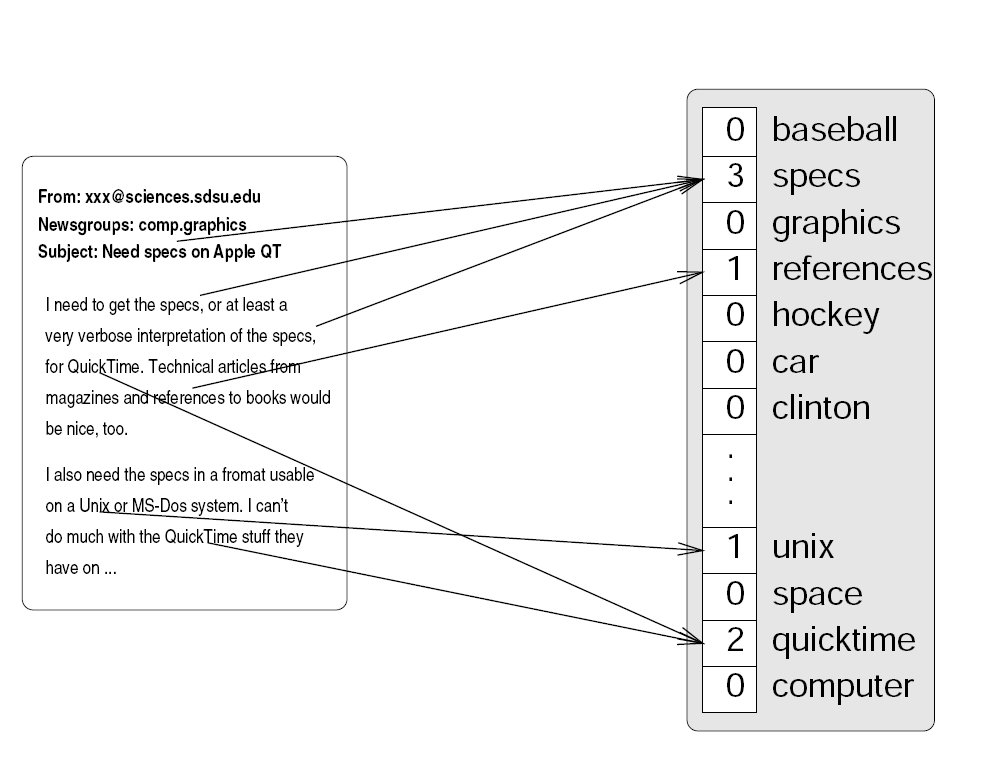 From: xxx@sciences.sdsu.edu
Newsgroups: comp.graphics
Subject: Need specs on Apple QT
I need to get the specs, or at least a
very verbose interpretation of the specs,
for QuickTime. Technical articles from
magazines and references to books would
be nice, too.
I also need the specs in a fromat usable
on a Unix or MS-Dos system. I can't
do much with the QuickTime stuff they
have on ...
0 baseball
3 specs
0 graphics
1 references
0 hockey
0 car
0 clinton
.
.
.
1 unix
0 space
2 quicktime
0 computer